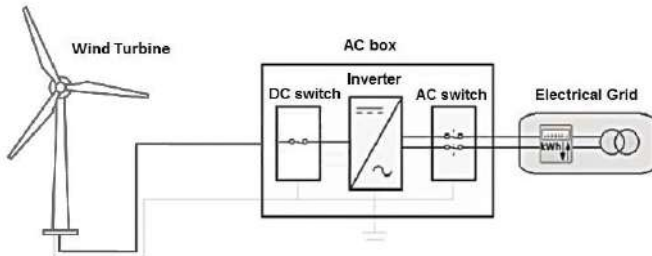 Wind Turbine
AC box
DC switch
Inverter
AC switch
Electrical Grid
kWh